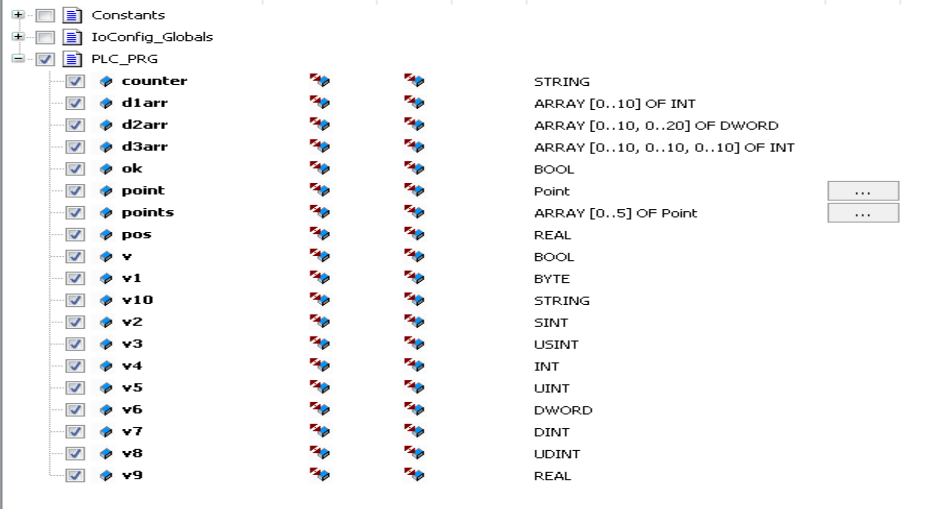 Constants
IoConfig_Globals
PLC_PRG
counter STRING
d1arr ARRAY [0..10] OF INT
d2arr ARRAY [0..10, 0..20] OF DWORD
d3arr ARRAY [0..10, 0..10, 0..10] OF INT
ok BOOL
point Point ...
points ARRAY [0..5] OF Point ...
pos REAL
v BOOL
v1 BYTE
v10 STRING
v2 SINT
v3 USINT
v4 INT
v5 UINT
v6 DWORD
v7 DINT
v8 UDINT
v9 REAL